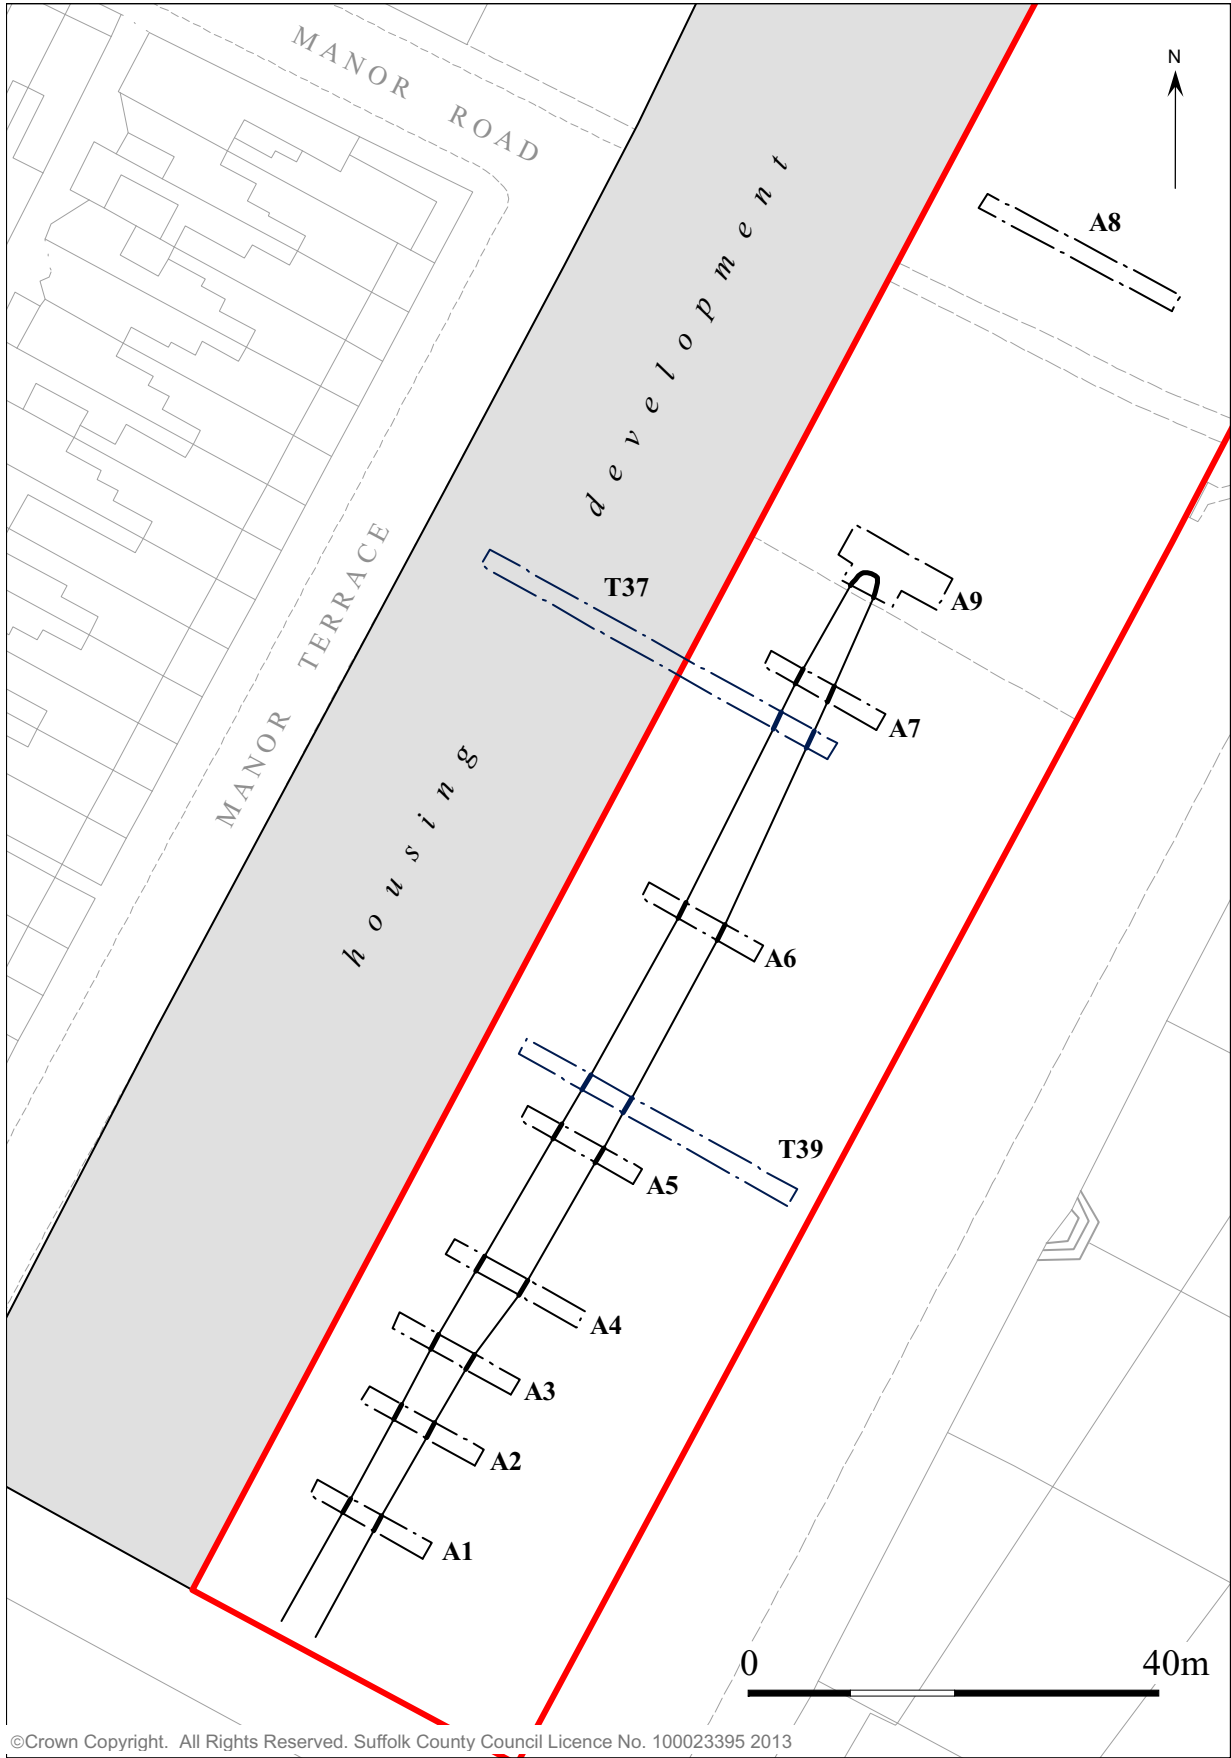 MANOR ROAD
N
A8
development
T37
A9
MANOR TERRACE
A7
housing
A6
T39
A5
A4
A3
A2
A1
0 40m
©Crown Copyright. All Rights Reserved. Suffolk County Council Licence No. 100023395 2013